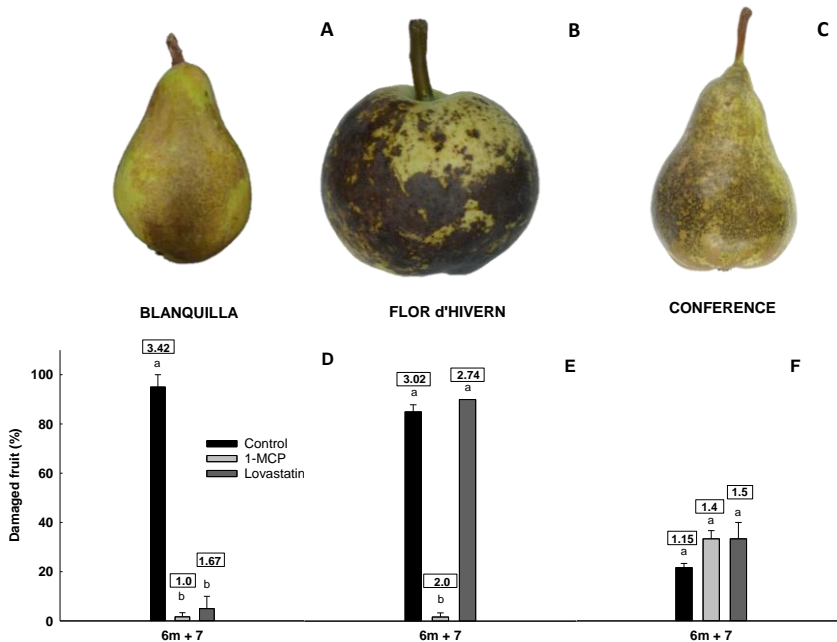 A
B
C
BLANQUILLA
FLOR d'HIVERN
CONFERENCE
Damaged fruit (%)
100
80
60
40
20
0
D
3.42
a
Control
1-MCP
Lovastatin
1.0
b
1.67
b
6m + 7
E
3.02
a
2.74
a
2.0
b
6m + 7
F
1.15
a
1.4
a
1.5
a
6m + 7